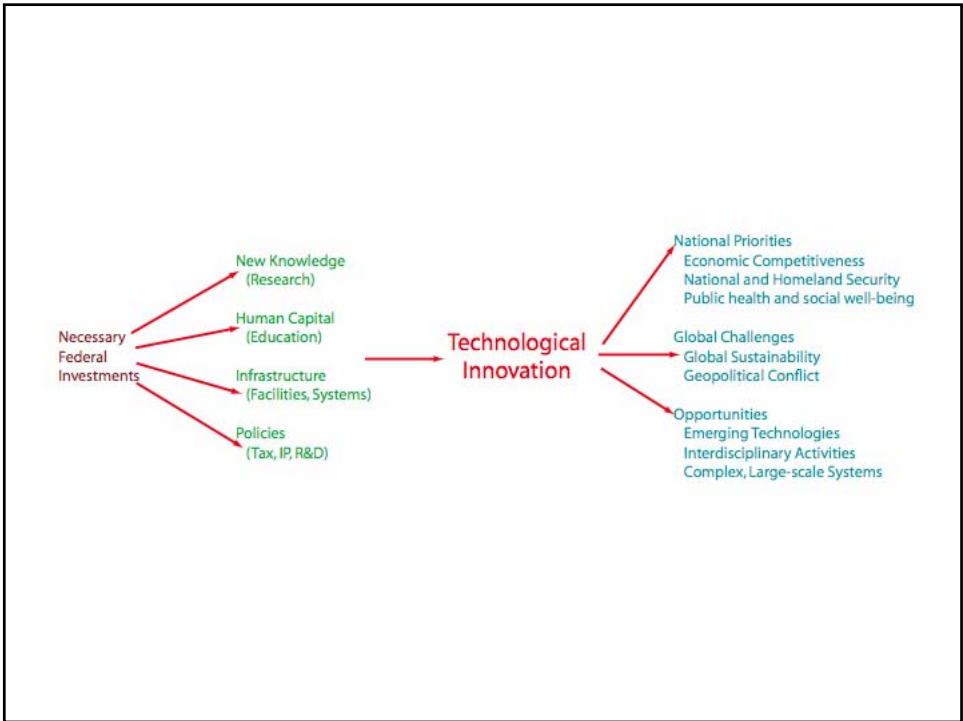 Necessary
Federal
Investments
New Knowledge
(Research)
Human Capital
(Education)
Infrastructure
(Facilities, Systems)
Policies
(Tax, IP, R&D)
Technological
Innovation
National Priorities
Economic Competitiveness
National and Homeland Security
Public health and social well-being
Global Challenges
Global Sustainability
Geopolitical Conflict
Opportunities
Emerging Technologies
Interdisciplinary Activities
Complex, Large-scale Systems